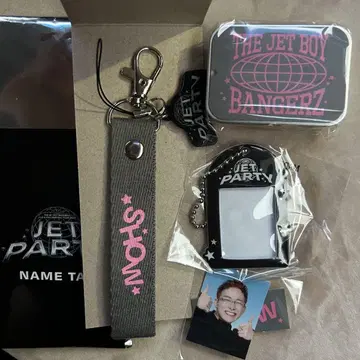 THE JET BOY
BANGERZ
JET
PARTY
JET
PARTY
JET
PARTY
NAME TA
★SHOW★
W